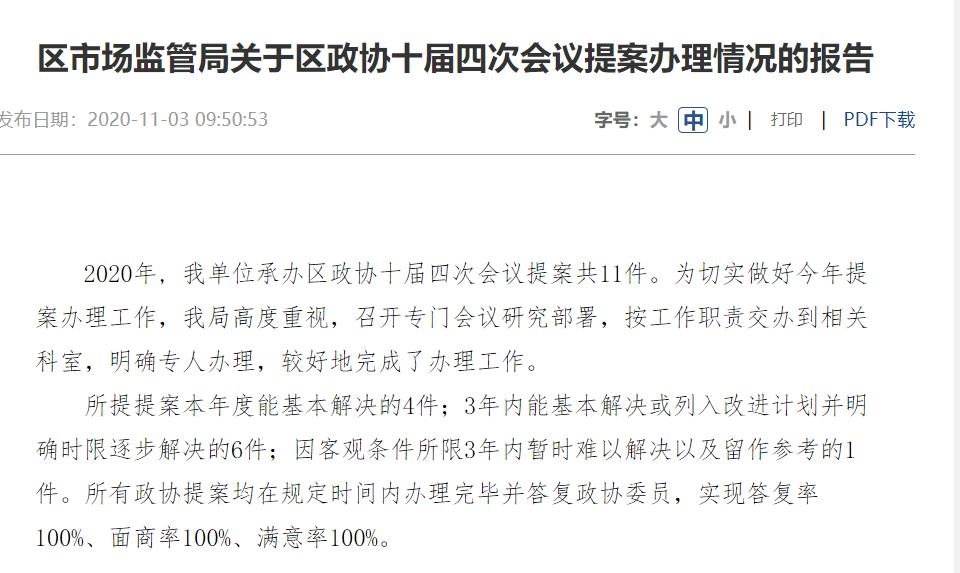 区市场监管局关于区政协十届四次会议提案办理情况的报告
发布日期：2020-11-03 09:50:53 字号：大 中 小 | 打印 | PDF下载
2020年，我单位承办区政协十届四次会议提案共11件。为切实做好今年提
案办理工作，我局高度重视，召开专门会议研究部署，按工作职责交办到相关
科室，明确专人办理，较好地完成了办理工作。
所提提案本年度能基本解决的4件；3年内能基本解决或列入改进计划并明
确时限逐步解决的6件；因客观条件所限3年内暂时难以解决以及留作参考的1
件。所有政协提案均在规定时间内办理完毕并答复政协委员，实现答复率
100%、面商率100%、满意率100%。